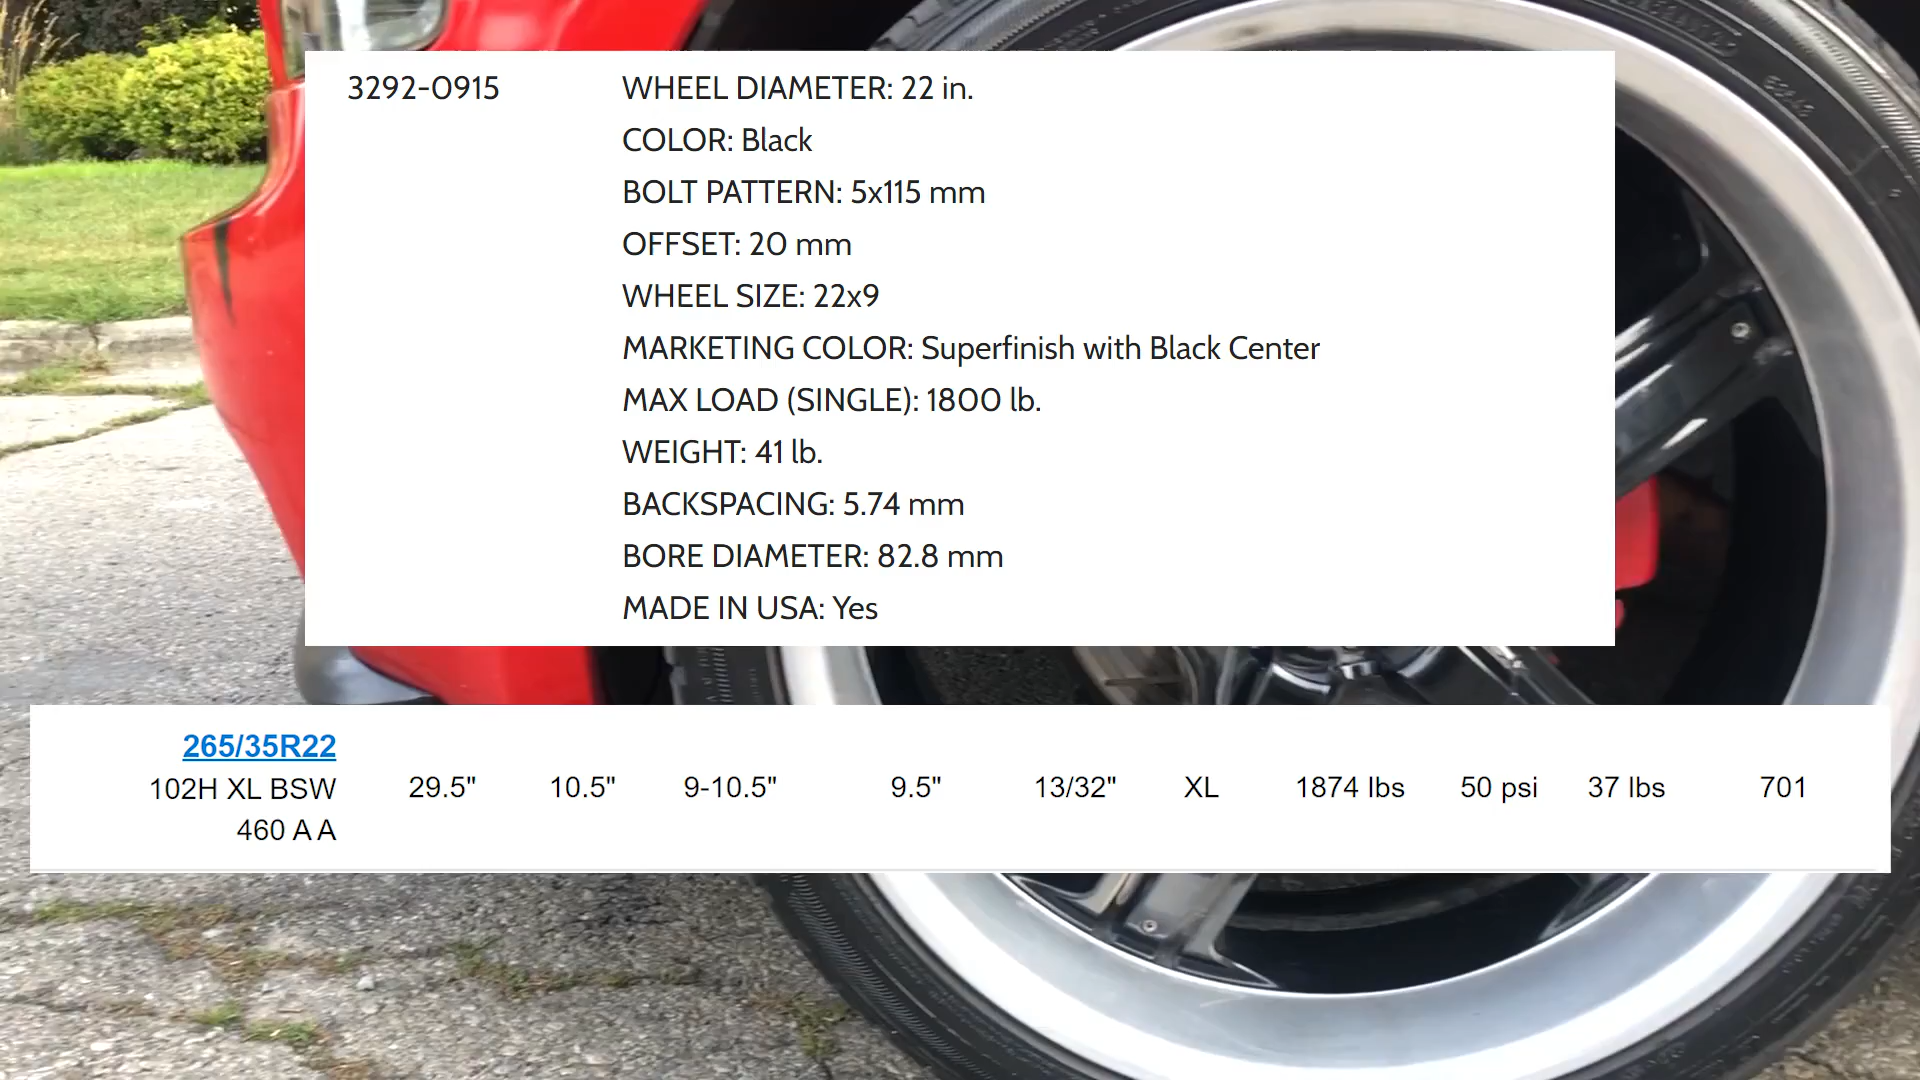 3292-0915
WHEEL DIAMETER: 22 in.
COLOR: Black
BOLT PATTERN: 5x115 mm
OFFSET: 20 mm
WHEEL SIZE: 22x9
MARKETING COLOR: Superfinish with Black Center
MAX LOAD (SINGLE): 1800 lb.
WEIGHT: 41 lb.
BACKSPACING: 5.74 mm
BORE DIAMETER: 82.8 mm
MADE IN USA: Yes
265/35R22
102H XL BSW
460 A A
29.5" 10.5" 9-10.5" 9.5" 13/32" XL 1874 lbs 50 psi 37 lbs 701